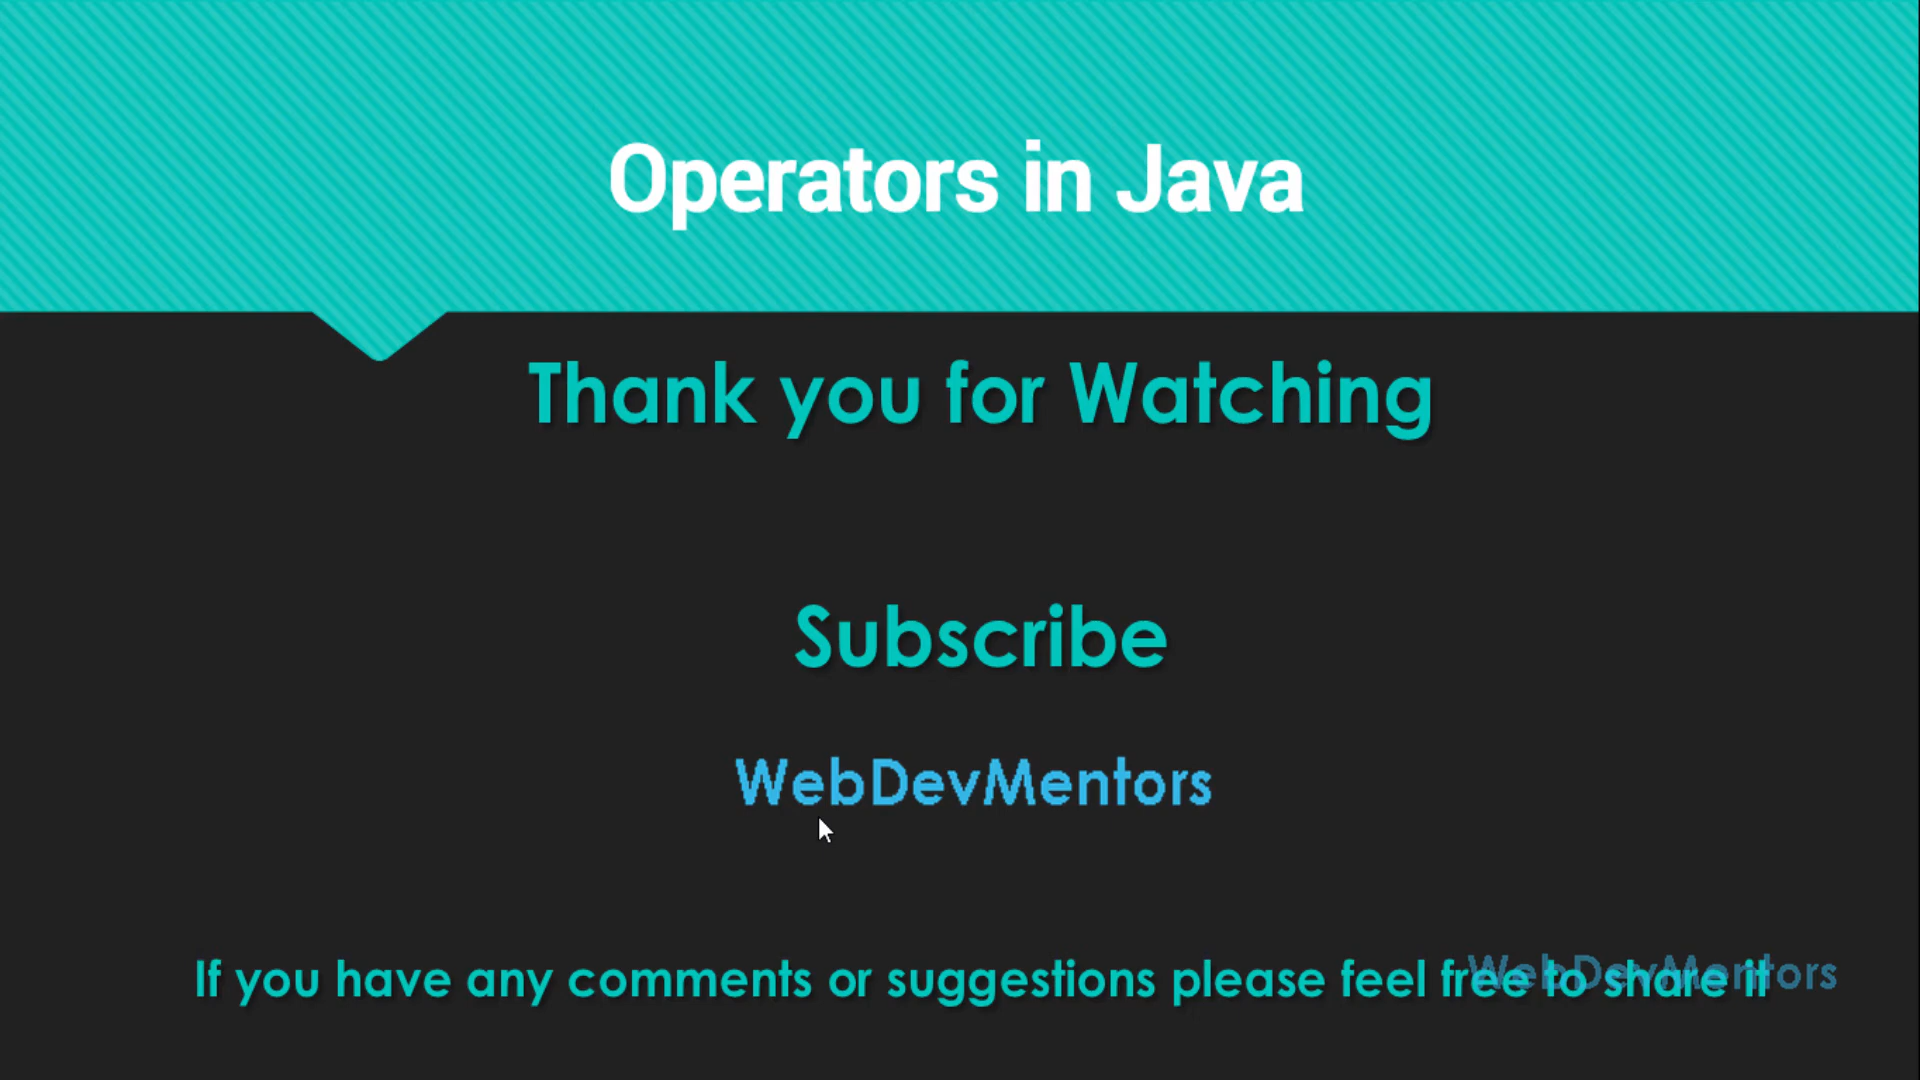 Operators in Java
Thank you for Watching
Subscribe
WebDevMentors
If you have any comments or suggestions please feel free to share it
WebDevMentors